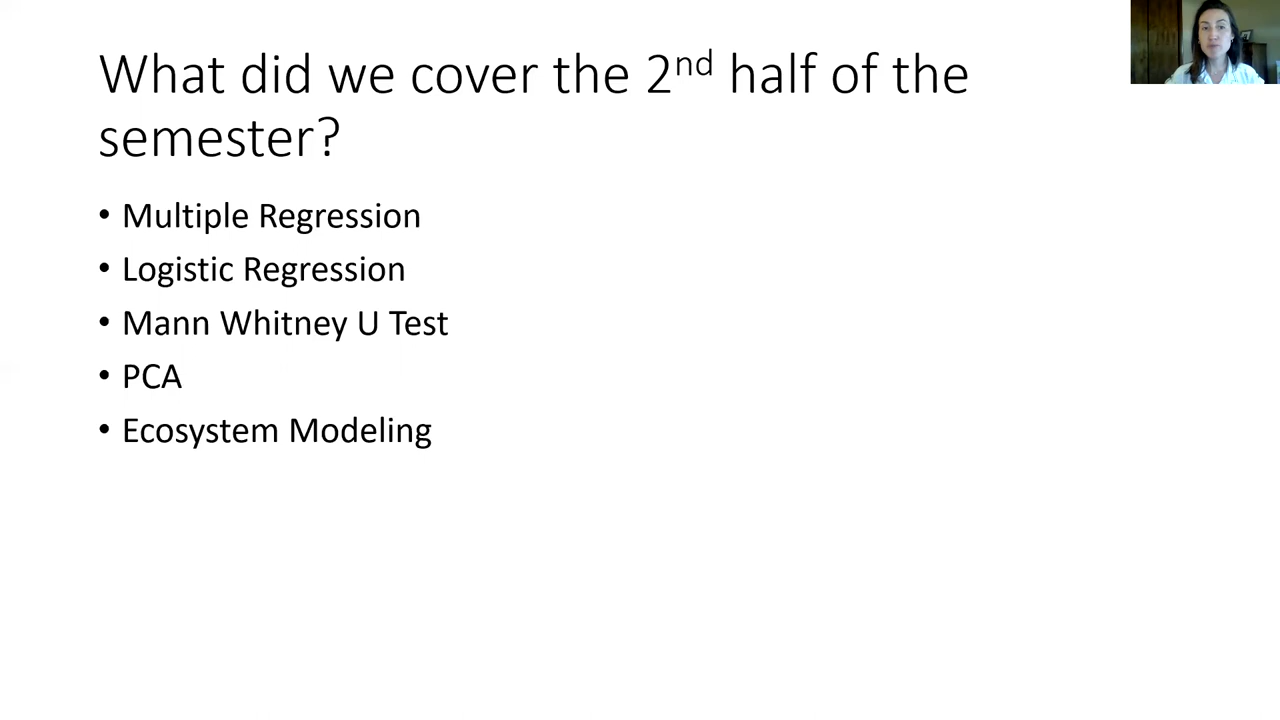 What did we cover the 2nd half of the
semester?
• Multiple Regression
• Logistic Regression
• Mann Whitney U Test
• PCA
• Ecosystem Modeling